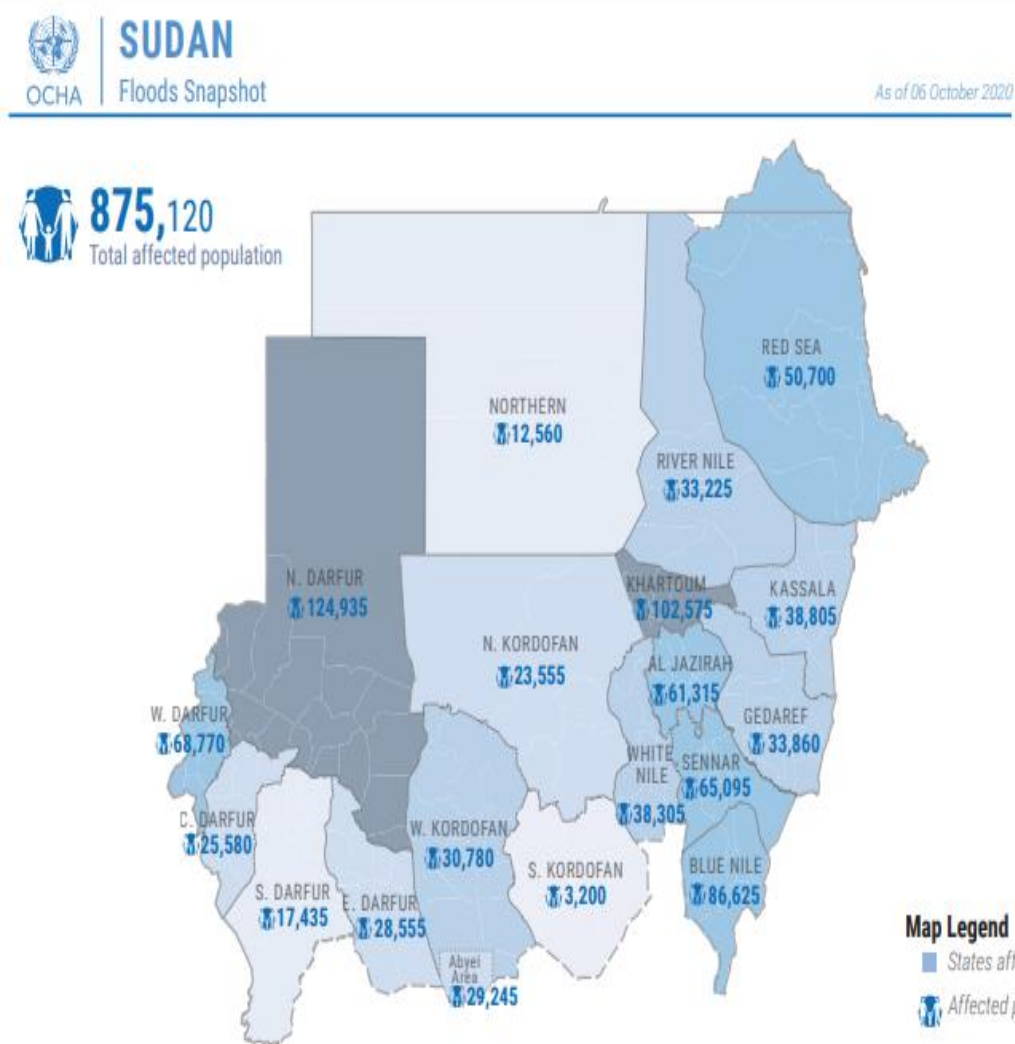 OCHA
SUDAN
Floods Snapshot
As of 06 October 2020
875,120
Total affected population
RED SEA
50,700
NORTHERN
12,560
RIVER NILE
33,225
N. DARFUR
124,935
KHARTOUM
102,575
KASSALA
38,805
N. KORDOFAN
23,555
AL JAZIRAH
61,315
W. DARFUR
68,770
GEDAREF
33,860
WHITE
NILE
38,305
SENNAR
65,095
C. DARFUR
25,580
W. KORDOFAN
30,780
S. KORDOFAN
3,200
BLUE NILE
86,625
S. DARFUR
17,435
E. DARFUR
28,555
Abyei
Area
29,245
Map Legend
States aff
Affected p